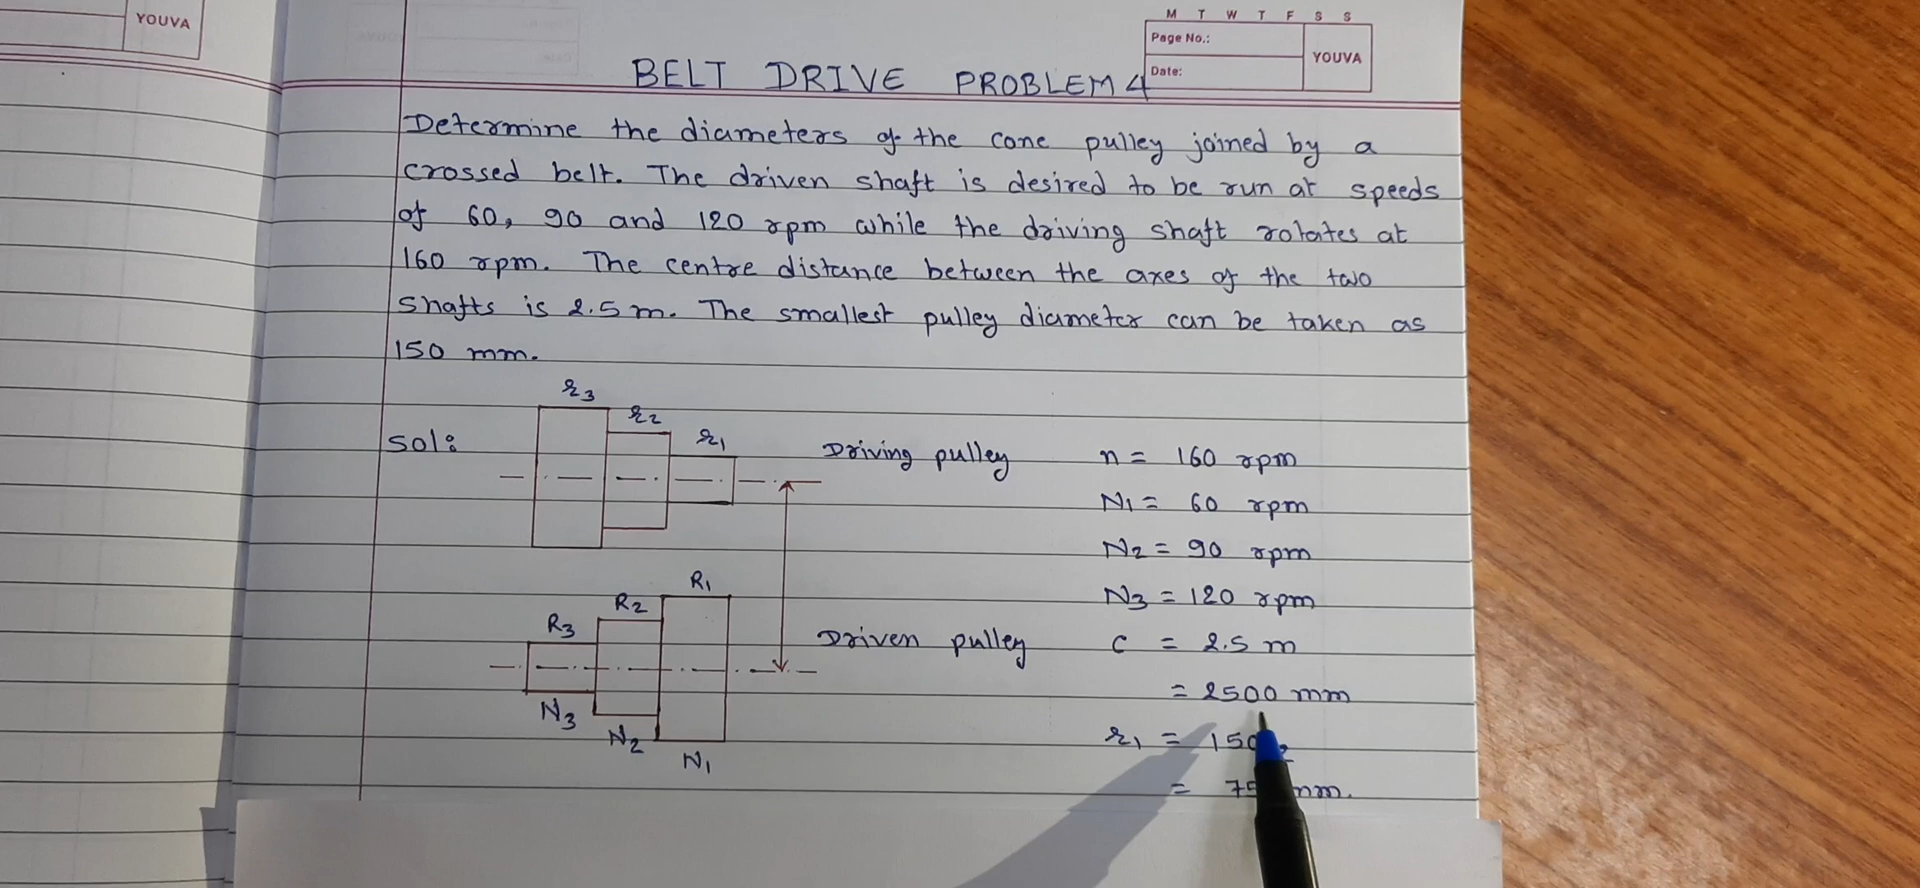 YOUVA
M T W T F S S
Page No.:
YOUVA
Date:
BELT DRIVE PROBLEM 4
Determine the diameters of the cone pulley joined by a
crossed belt. The driven shaft is desired to be run at speeds
of 60, 90 and 120 rpm while the driving shaft rotates at
160 rpm. The centre distance between the axes of the two
shafts is 2.5 m. The smallest pulley diameter can be taken as
150 mm.
r3
r2
r1
Sol:
Driving pulley n = 160 rpm
N1 = 60 rpm
N2 = 90 rpm
R1
R2
N3 = 120 rpm
R3
Driven pulley C = 2.5 m
= 2500 mm
N3
N2
N1
r1 =
=